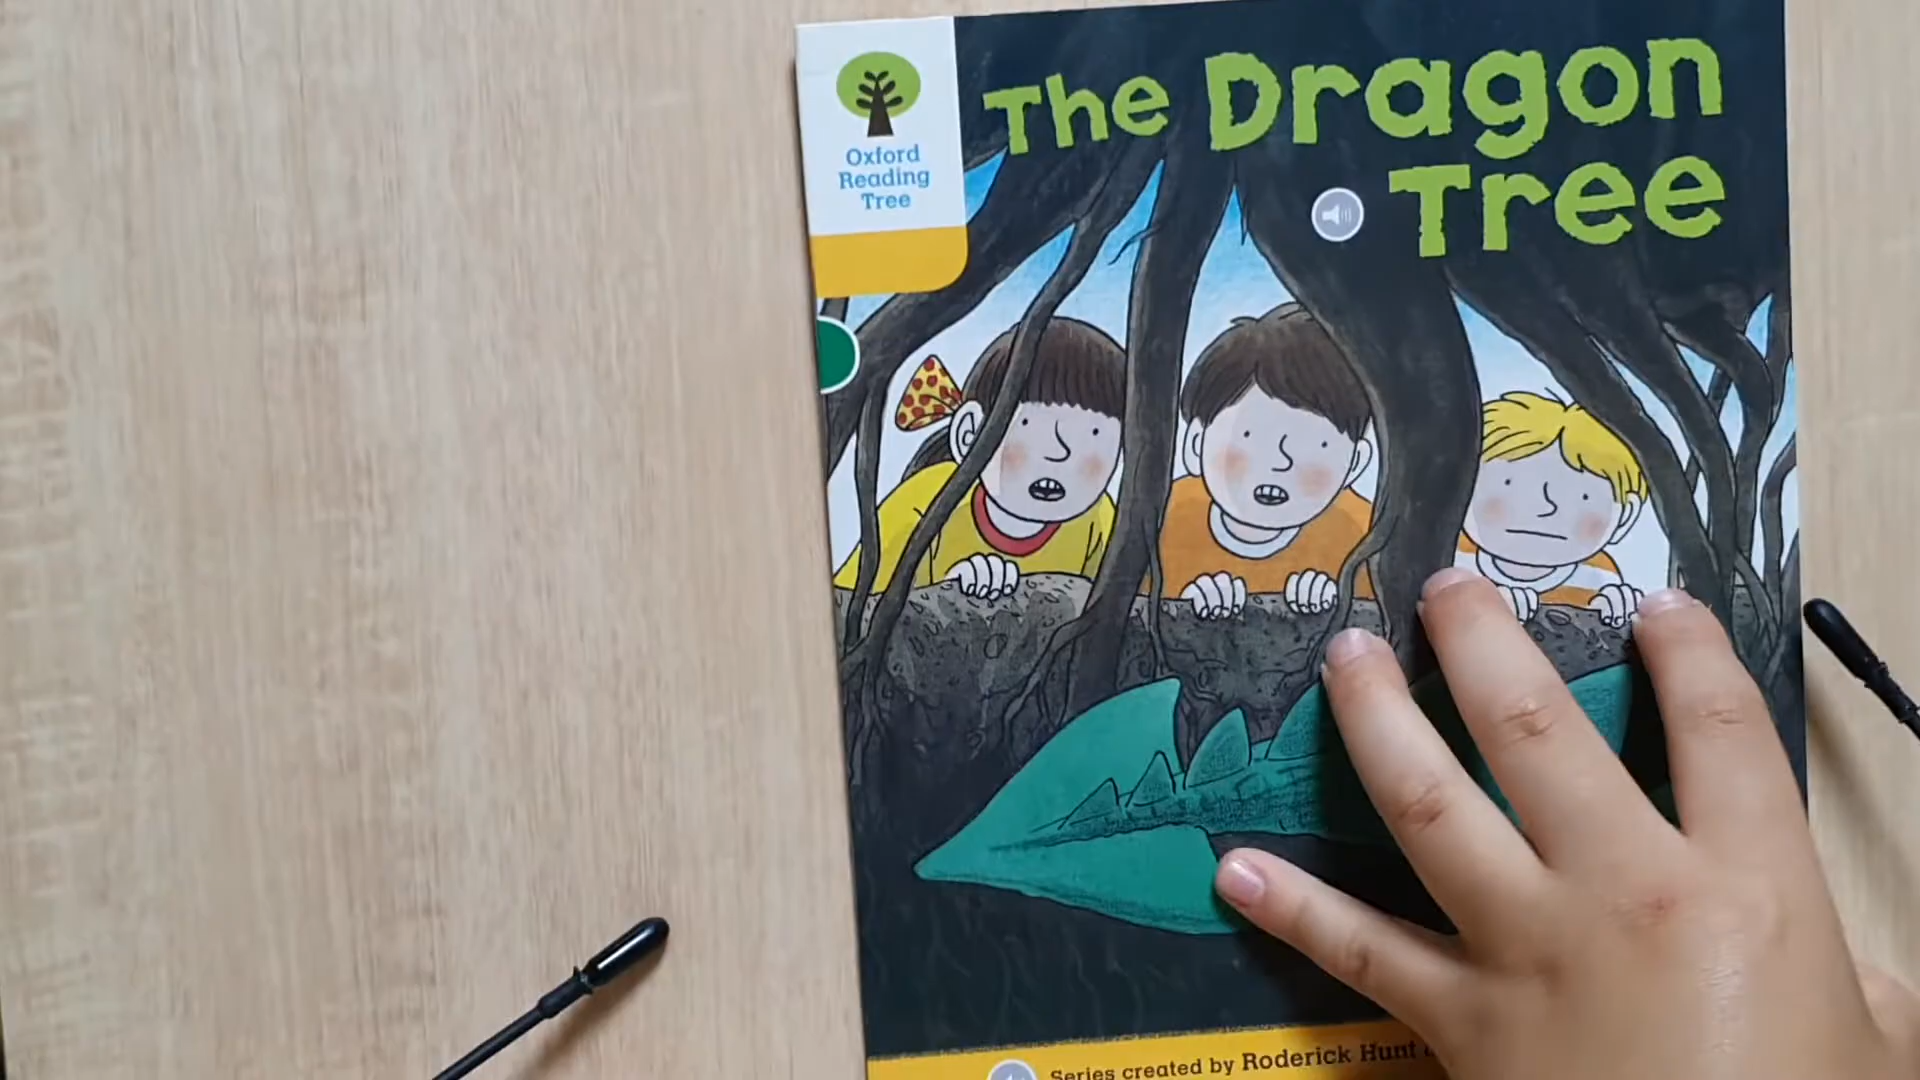 Oxford
Reading
Tree
The Dragon
Tree
Series created by Roderick Hunt